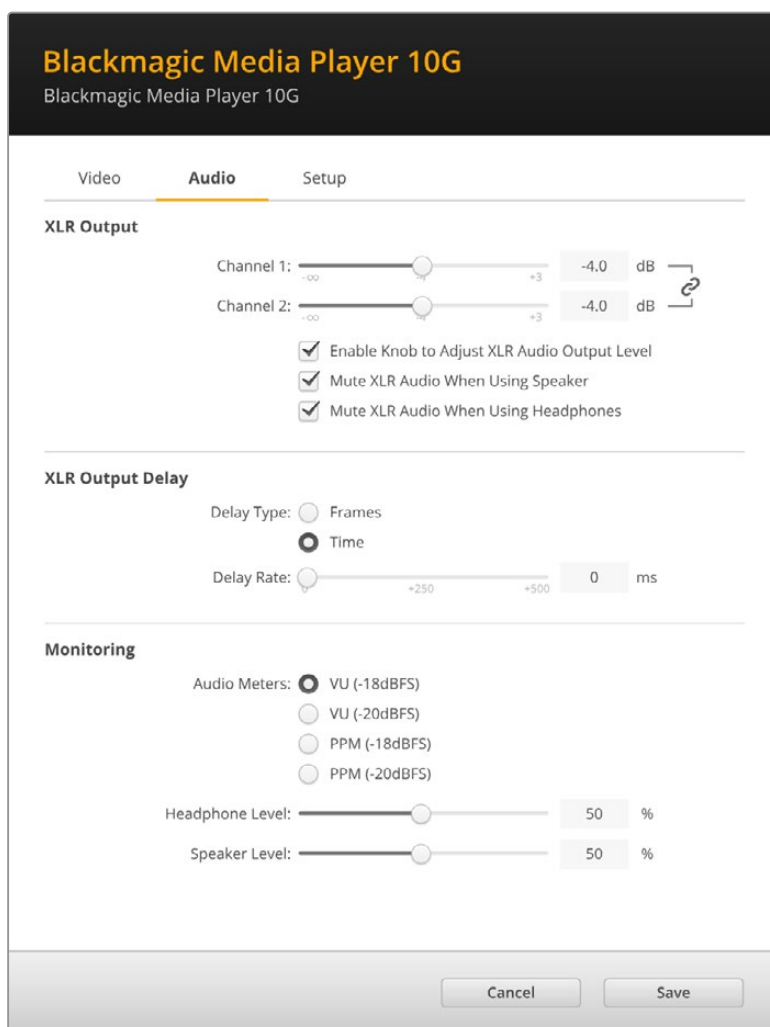 Blackmagic Media Player 10G
Blackmagic Media Player 10G
Video Audio Setup
XLR Output
Channel 1: -4.0 dB
-∞ -4 +3
Channel 2: -4.0 dB
-∞ -4 +3
Enable Knob to Adjust XLR Audio Output Level
Mute XLR Audio When Using Speaker
Mute XLR Audio When Using Headphones
XLR Output Delay
Delay Type: Frames
Time
Delay Rate: 0 ms
0 +250 +500
Monitoring
Audio Meters: VU (-18dBFS)
VU (-20dBFS)
PPM (-18dBFS)
PPM (-20dBFS)
Headphone Level: 50 %
Speaker Level: 50 %
Cancel Save